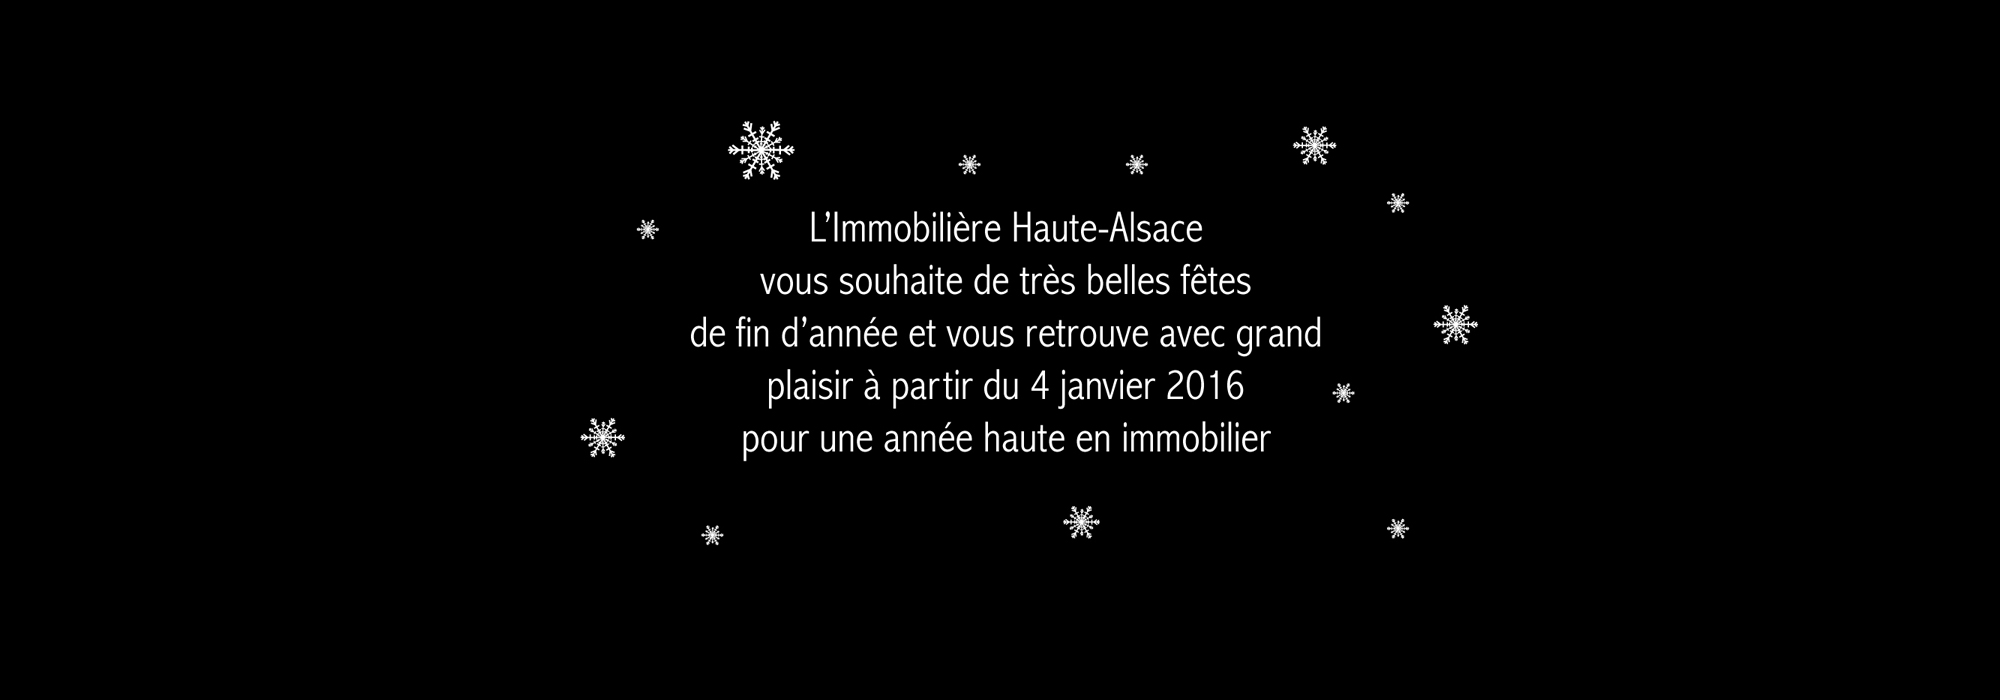 L’Immobilière Haute-Alsace
vous souhaite de très belles fêtes
de fin d’année et vous retrouve avec grand
plaisir à partir du 4 janvier 2016
pour une année haute en immobilier